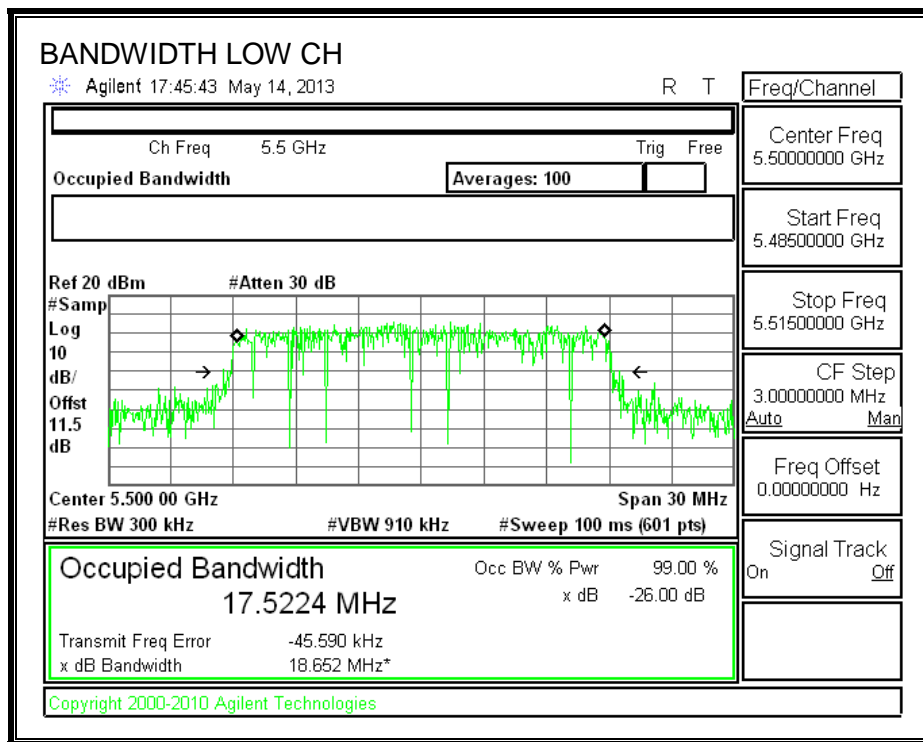 BANDWIDTH LOW CH
Agilent 17:45:43 May 14, 2013 R T
Freq/Channel
Ch Freq 5.5 GHz Trig Free
Occupied Bandwidth Averages: 100
Center Freq
5.50000000 GHz
Start Freq
5.48500000 GHz
Stop Freq
5.51500000 GHz
CF Step
3.00000000 MHz
Auto Man
Freq Offset
0.00000000 Hz
Signal Track
On Off
Ref 20 dBm #Atten 30 dB
#Samp
Log
10
dB/
Offst
11.5
dB
Center 5.500 00 GHz Span 30 MHz
#Res BW 300 kHz #VBW 910 kHz #Sweep 100 ms (601 pts)
Occupied Bandwidth Occ BW % Pwr 99.00 %
17.5224 MHz x dB -26.00 dB
Transmit Freq Error -45.590 kHz
x dB Bandwidth 18.652 MHz*
Copyright 2000-2010 Agilent Technologies